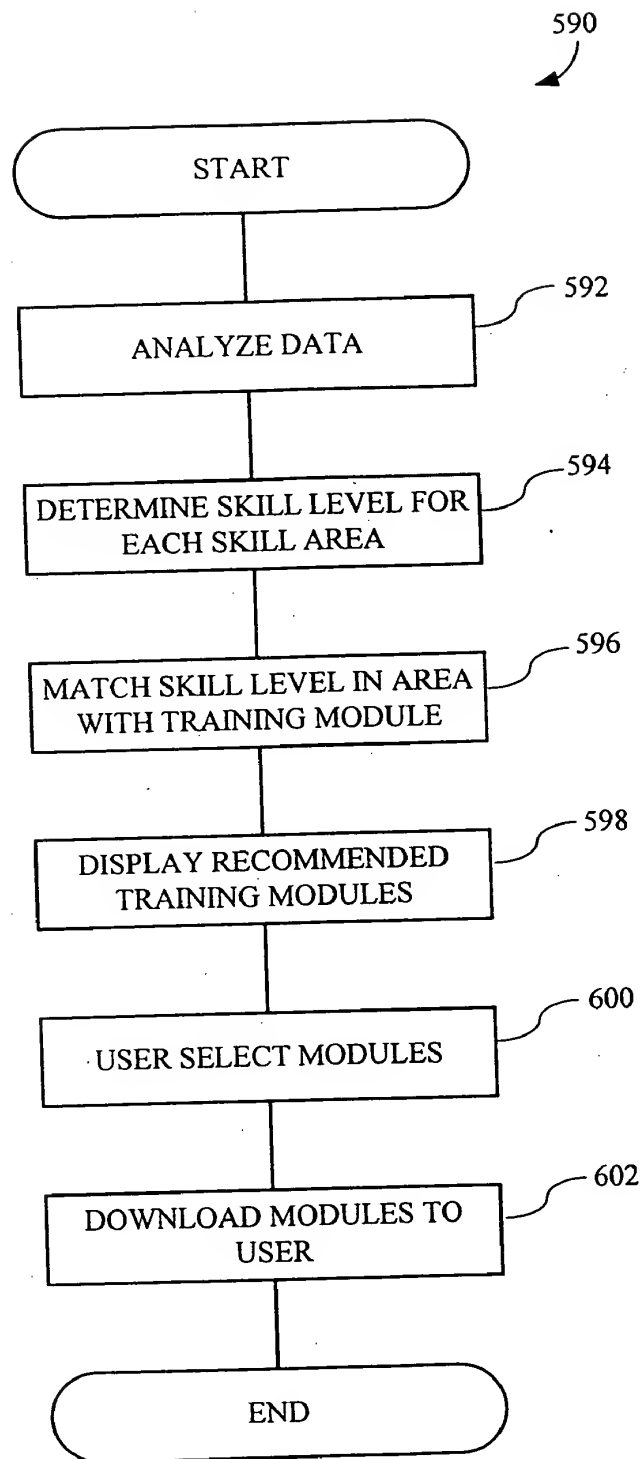 590
START
592
ANALYZE DATA
594
DETERMINE SKILL LEVEL FOR
EACH SKILL AREA
596
MATCH SKILL LEVEL IN AREA
WITH TRAINING MODULE
598
DISPLAY RECOMMENDED
TRAINING MODULES
600
USER SELECT MODULES
602
DOWNLOAD MODULES TO
USER
END